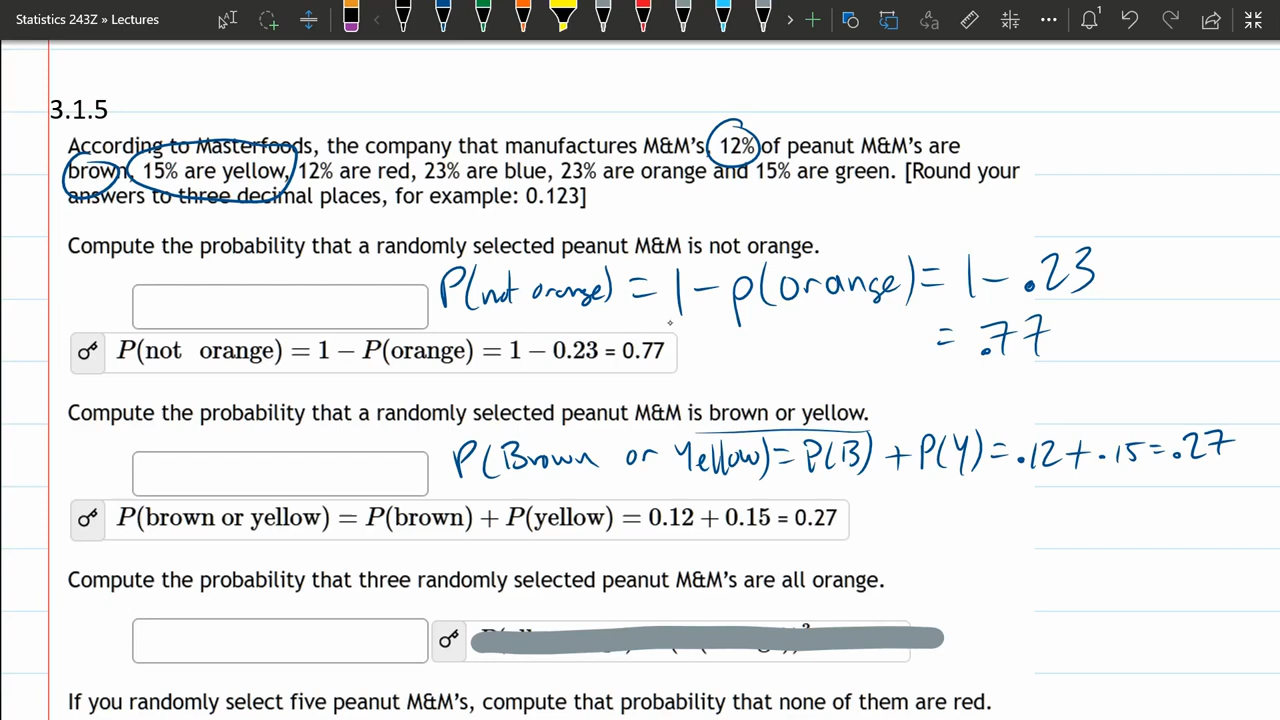 Statistics 243Z » Lectures
3.1.5
According to Masterfoods, the company that manufactures M&M’s, 12% of peanut M&M’s are
brown, 15% are yellow, 12% are red, 23% are blue, 23% are orange and 15% are green. [Round your
answers to three decimal places, for example: 0.123]
Compute the probability that a randomly selected peanut M&M is not orange.
P(not orange) = 1 - p(orange) = 1 - .23
= .77
P(not orange) = 1 − P(orange) = 1 − 0.23 = 0.77
Compute the probability that a randomly selected peanut M&M is brown or yellow.
P(Brown or Yellow) = P(B) + P(Y) = .12 + .15 = .27
P(brown or yellow) = P(brown) + P(yellow) = 0.12 + 0.15 = 0.27
Compute the probability that three randomly selected peanut M&M’s are all orange.
If you randomly select five peanut M&M’s, compute that probability that none of them are red.